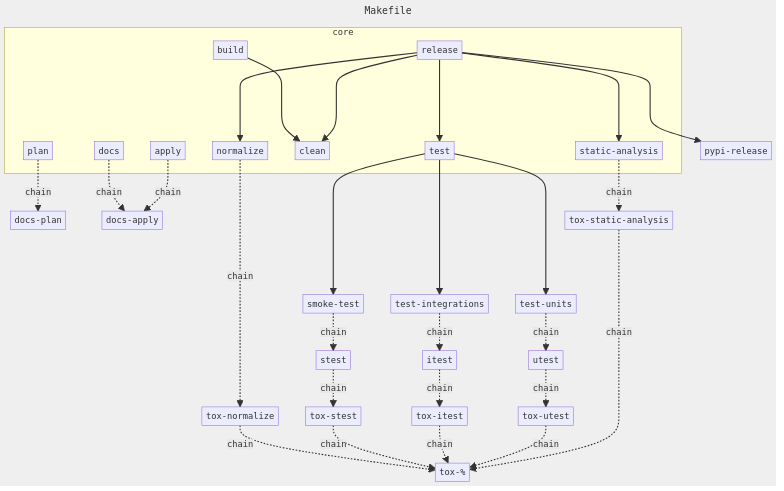 Makefile
core
build
release
plan
docs
apply
normalize
clean
test
static-analysis
pypi-release
chain
chain
chain
chain
docs-plan
docs-apply
tox-static-analysis
chain
smoke-test
test-integrations
test-units
chain
chain
chain
chain
stest
itest
utest
chain
chain
chain
tox-normalize
tox-stest
tox-itest
tox-utest
chain
chain
chain
chain
tox-%